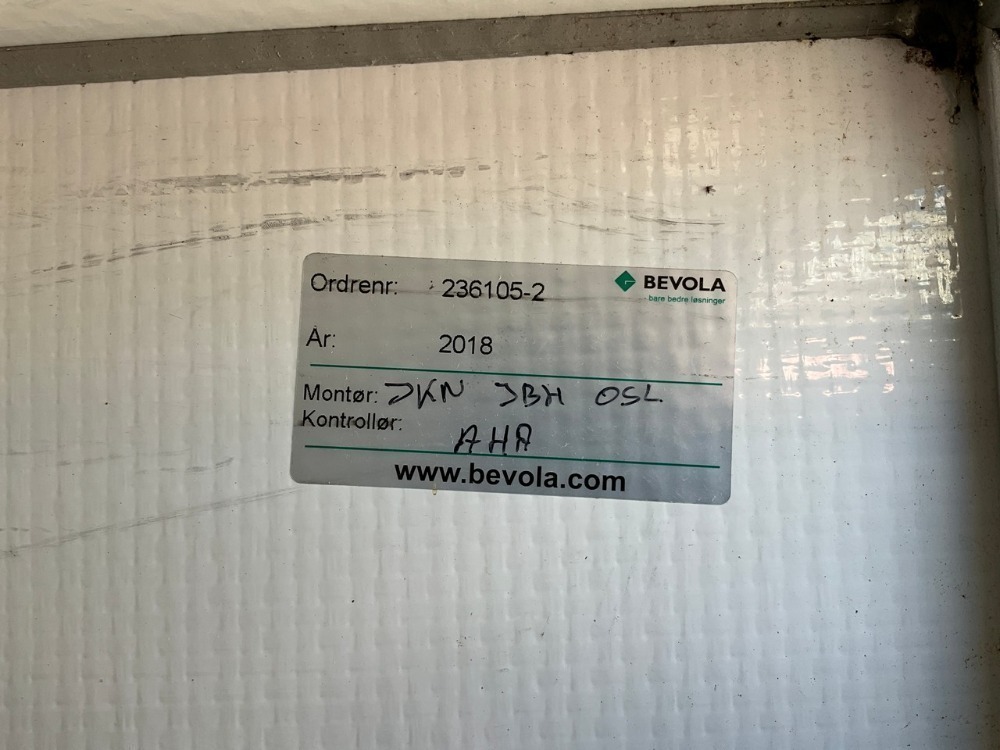 Ordrenr: 236105-2
BEVOLA
bare bedre løsninger
År: 2018
Montør: JKN JBH OSL
Kontrollør: AHA
www.bevola.com